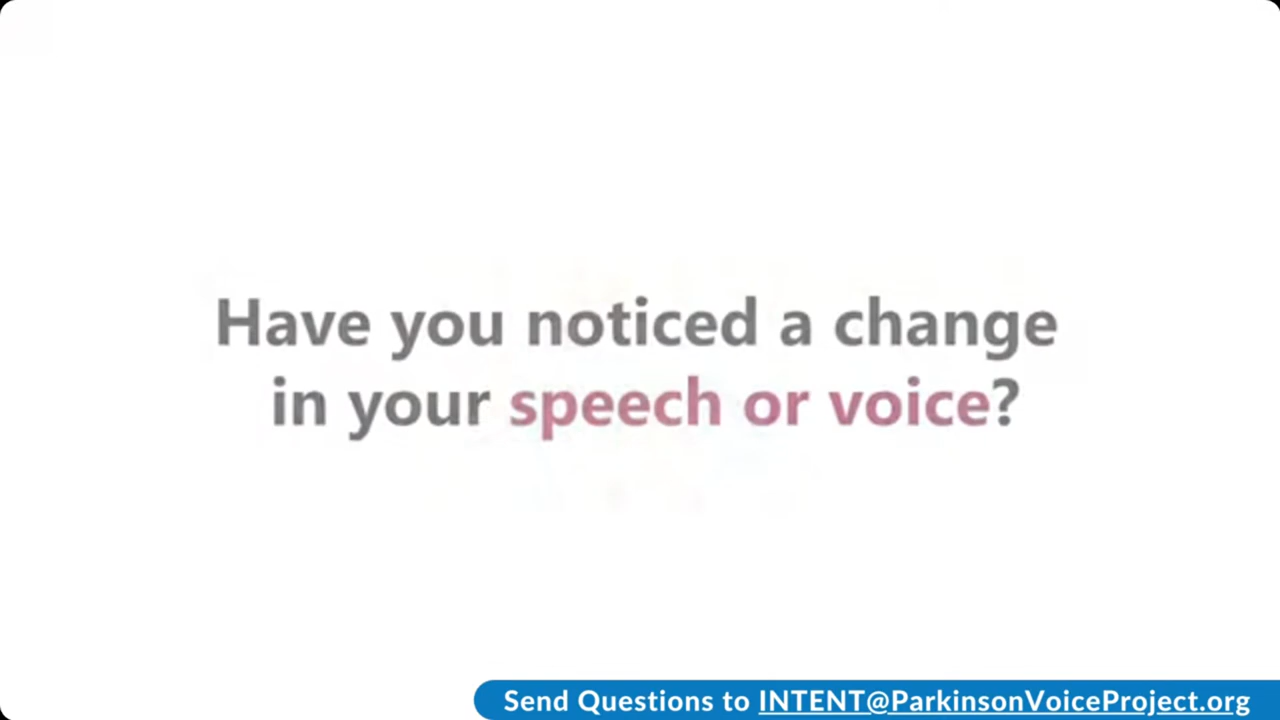 Have you noticed a change
in your speech or voice?
Send Questions to INTENT@ParkinsonVoiceProject.org